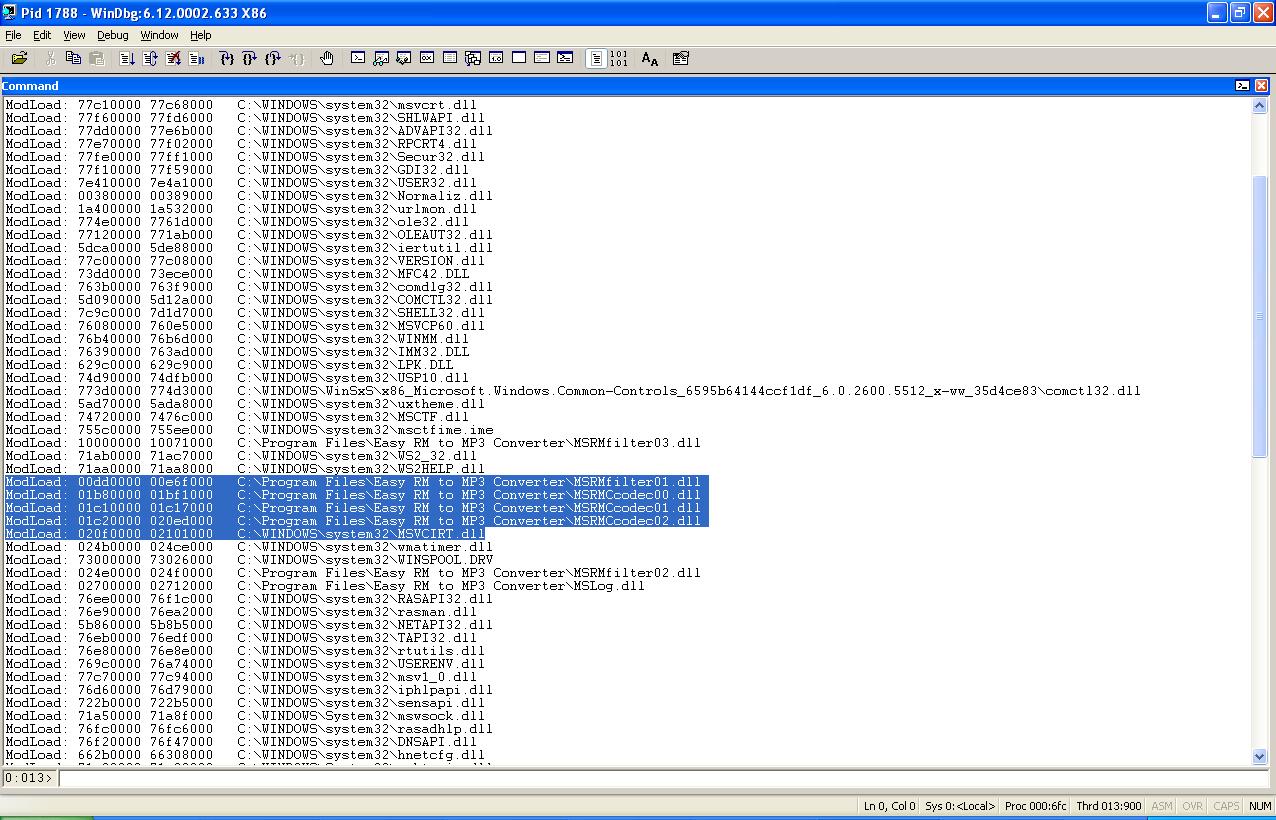 Pid 1788 - WinDbg:6.12.0002.633 X86
File Edit View Debug Window Help
Command
ModLoad: 77c10000 77c68000   C:\WINDOWS\system32\msvcrt.dll
ModLoad: 77f60000 77fd6000   C:\WINDOWS\system32\SHLWAPI.dll
ModLoad: 77dd0000 77e6b000   C:\WINDOWS\system32\ADVAPI32.dll
ModLoad: 77e70000 77f02000   C:\WINDOWS\system32\RPCRT4.dll
ModLoad: 77fe0000 77ff1000   C:\WINDOWS\system32\Secur32.dll
ModLoad: 77f10000 77f59000   C:\WINDOWS\system32\GDI32.dll
ModLoad: 7e410000 7e4a1000   C:\WINDOWS\system32\USER32.dll
ModLoad: 00380000 00389000   C:\WINDOWS\system32\Normaliz.dll
ModLoad: 1a400000 1a532000   C:\WINDOWS\system32\urlmon.dll
ModLoad: 774e0000 7761d000   C:\WINDOWS\system32\ole32.dll
ModLoad: 77120000 771ab000   C:\WINDOWS\system32\OLEAUT32.dll
ModLoad: 5dca0000 5de88000   C:\WINDOWS\system32\iertutil.dll
ModLoad: 77c00000 77c08000   C:\WINDOWS\system32\VERSION.dll
ModLoad: 73dd0000 73ece000   C:\WINDOWS\system32\MFC42.DLL
ModLoad: 763b0000 763f9000   C:\WINDOWS\system32\comdlg32.dll
ModLoad: 5d090000 5d12a000   C:\WINDOWS\system32\COMCTL32.dll
ModLoad: 7c9c0000 7d1d7000   C:\WINDOWS\system32\SHELL32.dll
ModLoad: 76080000 760e5000   C:\WINDOWS\system32\MSVCP60.dll
ModLoad: 76b40000 76b6d000   C:\WINDOWS\system32\WINMM.dll
ModLoad: 76390000 763ad000   C:\WINDOWS\system32\IMM32.DLL
ModLoad: 629c0000 629c9000   C:\WINDOWS\system32\LPK.DLL
ModLoad: 74d90000 74dfb000   C:\WINDOWS\system32\USP10.dll
ModLoad: 773d0000 774d3000   C:\WINDOWS\WinSxS\x86_Microsoft.Windows.Common-Controls_6595b64144ccf1df_6.0.2600.5512_x-ww_35d4ce83\comctl32.dll
ModLoad: 5ad70000 5ada8000   C:\WINDOWS\system32\uxtheme.dll
ModLoad: 74720000 7476c000   C:\WINDOWS\system32\MSCTF.dll
ModLoad: 755c0000 755ee000   C:\WINDOWS\system32\msctfime.ime
ModLoad: 10000000 10071000   C:\Program Files\Easy RM to MP3 Converter\MSRMfilter03.dll
ModLoad: 71ab0000 71ac7000   C:\WINDOWS\system32\WS2_32.dll
ModLoad: 71aa0000 71aa8000   C:\WINDOWS\system32\WS2HELP.dll
ModLoad: 00dd0000 00e6f000   C:\Program Files\Easy RM to MP3 Converter\MSRMfilter01.dll
ModLoad: 01b80000 01bf1000   C:\Program Files\Easy RM to MP3 Converter\MSRMCcodec00.dll
ModLoad: 01c10000 01c17000   C:\Program Files\Easy RM to MP3 Converter\MSRMCcodec01.dll
ModLoad: 01c20000 020ed000   C:\Program Files\Easy RM to MP3 Converter\MSRMCcodec02.dll
ModLoad: 020f0000 02101000   C:\WINDOWS\system32\MSVCIRT.dll
ModLoad: 024b0000 024ce000   C:\WINDOWS\system32\wmatimer.dll
ModLoad: 73000000 73026000   C:\WINDOWS\system32\WINSPOOL.DRV
ModLoad: 024e0000 024f0000   C:\Program Files\Easy RM to MP3 Converter\MSRMfilter02.dll
ModLoad: 02700000 02712000   C:\Program Files\Easy RM to MP3 Converter\MSLog.dll
ModLoad: 76ee0000 76f1c000   C:\WINDOWS\system32\RASAPI32.dll
ModLoad: 76e90000 76ea2000   C:\WINDOWS\system32\rasman.dll
ModLoad: 5b860000 5b8b5000   C:\WINDOWS\system32\NETAPI32.dll
ModLoad: 76eb0000 76edf000   C:\WINDOWS\system32\TAPI32.dll
ModLoad: 76e80000 76e8e000   C:\WINDOWS\system32\rtutils.dll
ModLoad: 769c0000 76a74000   C:\WINDOWS\system32\USERENV.dll
ModLoad: 77c70000 77c94000   C:\WINDOWS\system32\msv1_0.dll
ModLoad: 76d60000 76d79000   C:\WINDOWS\system32\iphlpapi.dll
ModLoad: 722b0000 722b5000   C:\WINDOWS\system32\sensapi.dll
ModLoad: 71a50000 71a8f000   C:\WINDOWS\system32\mswsock.dll
ModLoad: 76fc0000 76fc6000   C:\WINDOWS\system32\rasadhlp.dll
ModLoad: 76f20000 76f47000   C:\WINDOWS\system32\DNSAPI.dll
ModLoad: 662b0000 66308000   C:\WINDOWS\system32\hnetcfg.dll
0:013>
Ln 0, Col 0 Sys 0:<Local> Proc 000:6fc Thrd 013:900 ASM OVR CAPS NUM